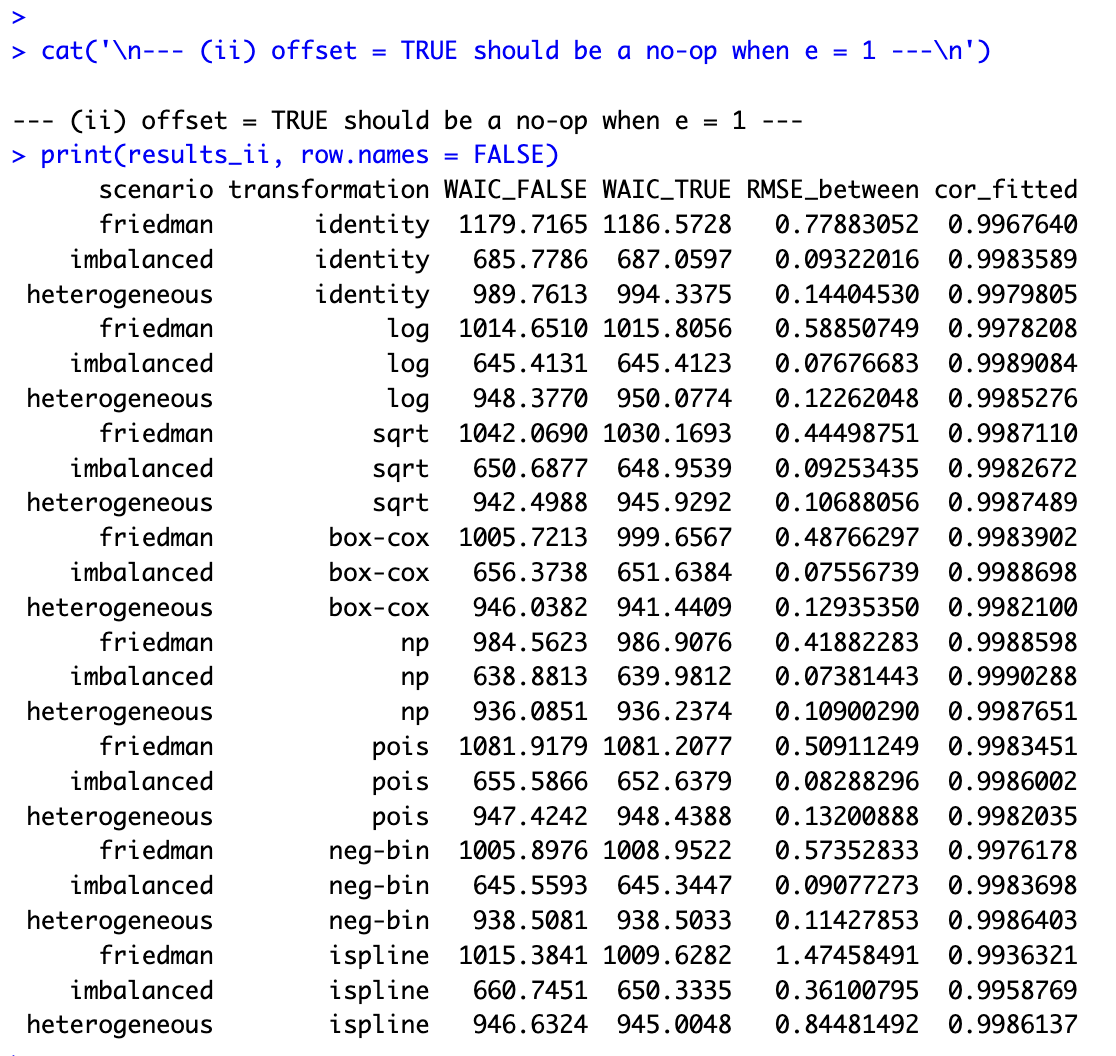 >
> cat('\n--- (ii) offset = TRUE should be a no-op when e = 1 ---\n')
--- (ii) offset = TRUE should be a no-op when e = 1 ---
> print(results_ii, row.names = FALSE)
scenario transformation WAIC_FALSE WAIC_TRUE RMSE_between cor_fitted
friedman identity 1179.7165 1186.5728 0.77883052 0.9967640
imbalanced identity 685.7786 687.0597 0.09322016 0.9983589
heterogeneous identity 989.7613 994.3375 0.14404530 0.9979805
friedman log 1014.6510 1015.8056 0.58850749 0.9978208
imbalanced log 645.4131 645.4123 0.07676683 0.9989084
heterogeneous log 948.3770 950.0774 0.12262048 0.9985276
friedman sqrt 1042.0690 1030.1693 0.44498751 0.9987110
imbalanced sqrt 650.6877 648.9539 0.09253435 0.9982672
heterogeneous sqrt 942.4988 945.9292 0.10688056 0.9987489
friedman box-cox 1005.7213 999.6567 0.48766297 0.9983902
imbalanced box-cox 656.3738 651.6384 0.07556739 0.9988698
heterogeneous box-cox 946.0382 941.4409 0.12935350 0.9982100
friedman np 984.5623 986.9076 0.41882283 0.9988598
imbalanced np 638.8813 639.9812 0.07381443 0.9990288
heterogeneous np 936.0851 936.2374 0.10900290 0.9987651
friedman pois 1081.9179 1081.2077 0.50911249 0.9983451
imbalanced pois 655.5866 652.6379 0.08288296 0.9986002
heterogeneous pois 947.4242 948.4388 0.13200888 0.9982035
friedman neg-bin 1005.8976 1008.9522 0.57352833 0.9976178
imbalanced neg-bin 645.5593 645.3447 0.09077273 0.9983698
heterogeneous neg-bin 938.5081 938.5033 0.11427853 0.9986403
friedman ispline 1015.3841 1009.6282 1.47458491 0.9936321
imbalanced ispline 660.7451 650.3335 0.36100795 0.9958769
heterogeneous ispline 946.6324 945.0048 0.84481492 0.9986137